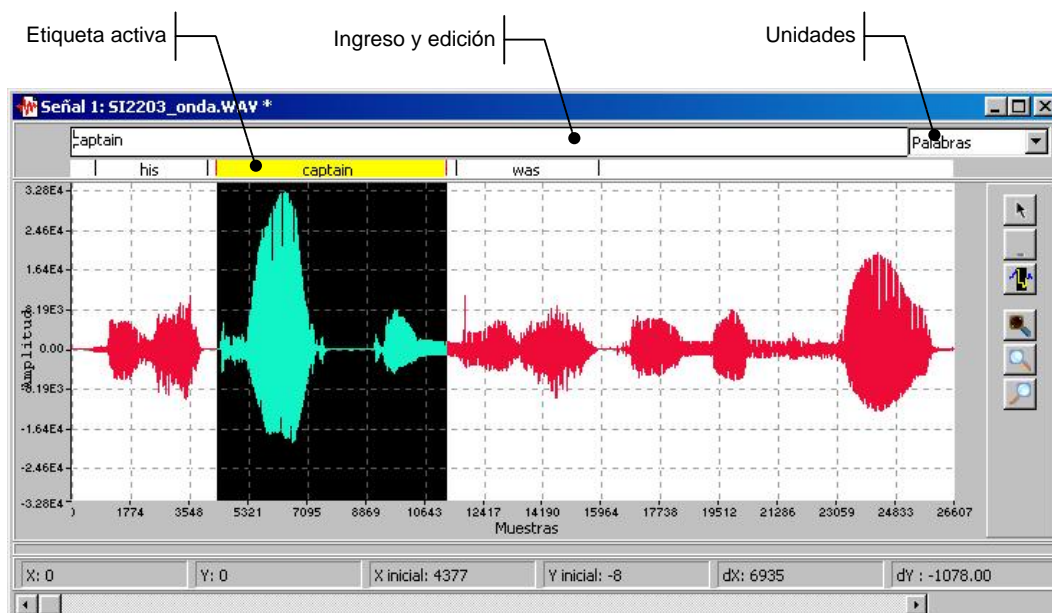 Etiqueta activa Ingreso y edición Unidades
Señal 1: SI2203_onda.WAV *
captain Palabras
his captain was
3.28E4
2.46E4
1.64E4
8.19E3
0.00
-8.19E3
-1.64E4
-2.46E4
-3.28E4
Amplitud
0 1774 3548 5321 7095 8869 10643 12417 14190 15964 17738 19512 21286 23059 24833 26607
Muestras
X: 0 Y: 0 X inicial: 4377 Y inicial: -8 dX: 6935 dY : -1078.00